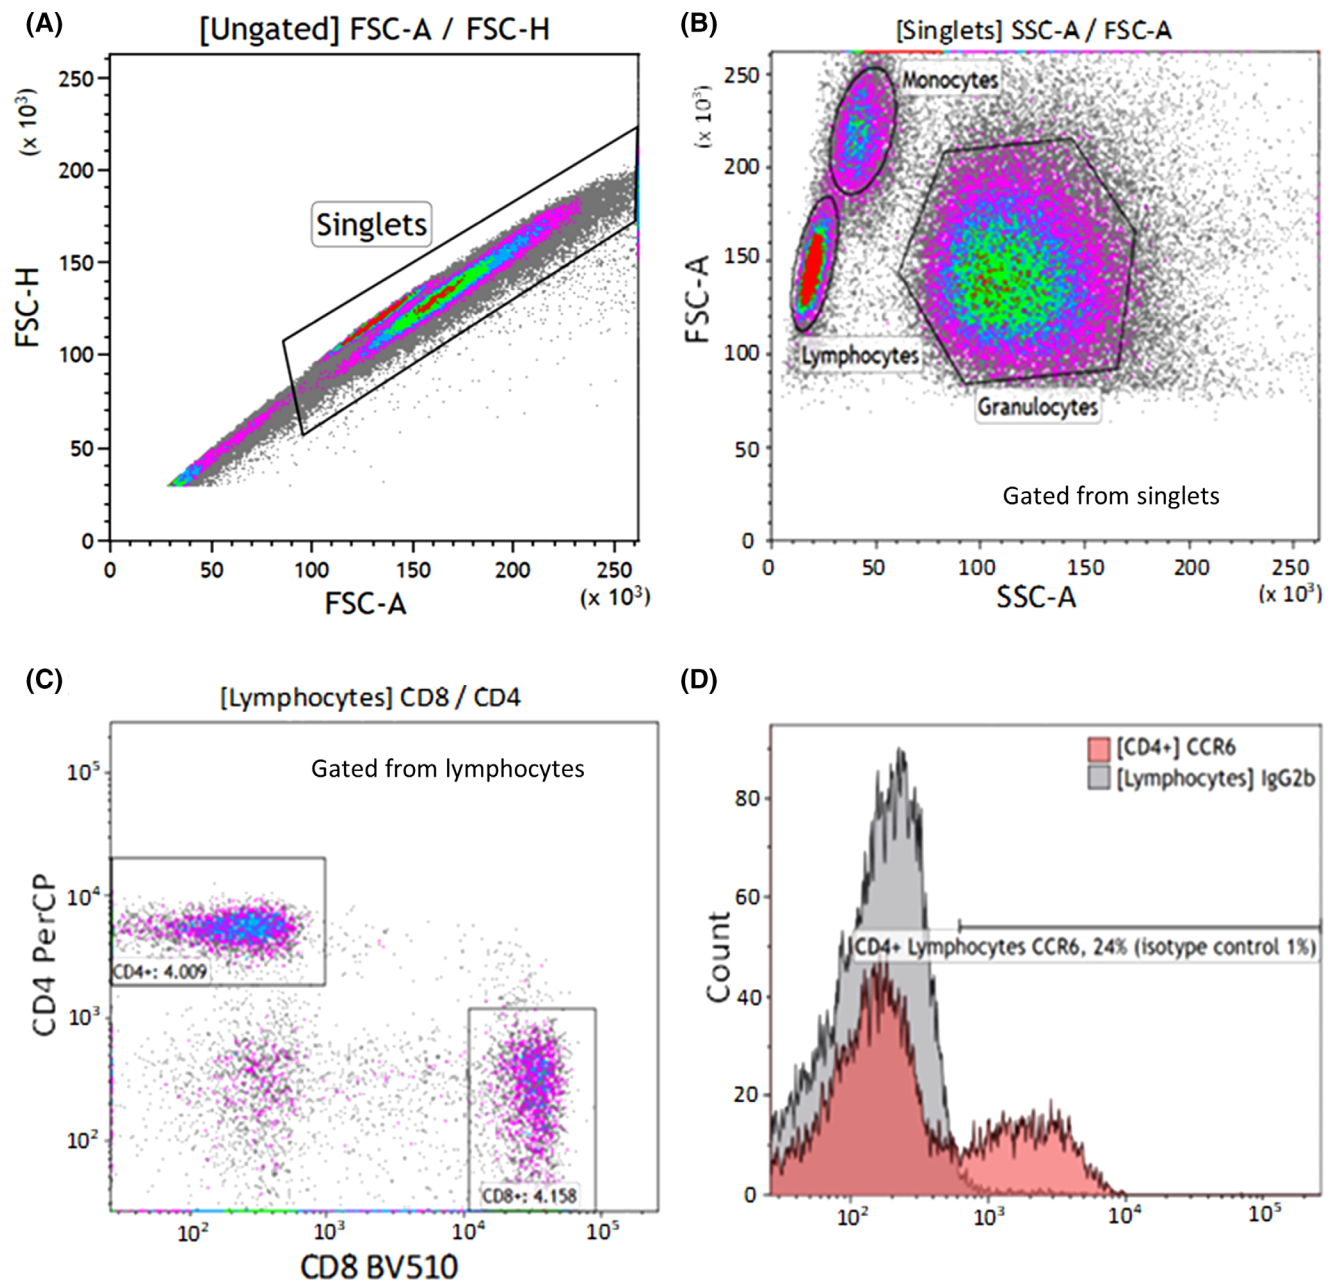 (A)
[Ungated] FSC-A / FSC-H
(x 10³)
250
200
150
100
50
0
FSC-H
Singlets
0 50 100 150 200 250
FSC-A
(x 10³)
(B)
[Singlets] SSC-A / FSC-A
(x 10³)
250
200
150
100
50
0
FSC-A
Monocytes
Lymphocytes
Granulocytes
Gated from singlets
0 50 100 150 200 250
SSC-A
(x 10³)
(C)
[Lymphocytes] CD8 / CD4
Gated from lymphocytes
10⁵
10⁴
10³
10²
CD4 PerCP
CD4+: 4.009
CD8+: 4.158
10² 10³ 10⁴ 10⁵
CD8 BV510
(D)
[CD4+] CCR6
[Lymphocytes] IgG2b
80
60
40
20
0
Count
CD4+ Lymphocytes CCR6, 24% (isotype control 1%)
10² 10³ 10⁴ 10⁵